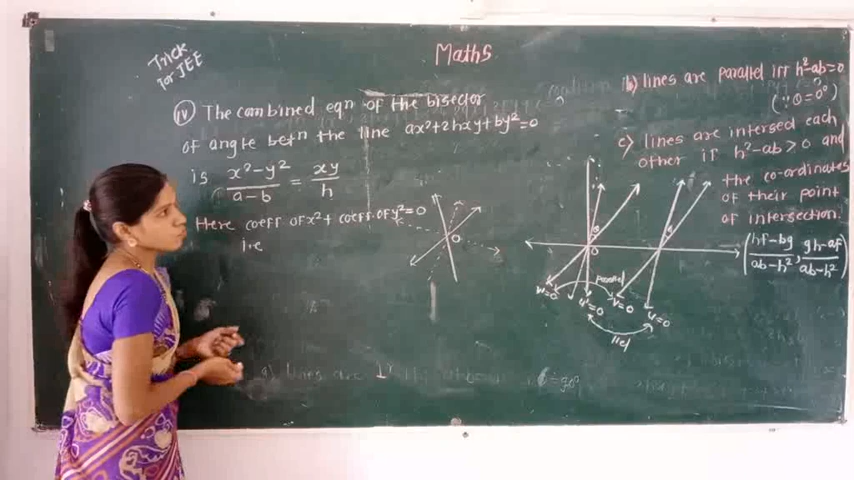 Maths
Trick
for JEE
iv) The combined eqn of the bisector
of angle betn the line ax²+2hxy+by²=0
is x²-y²/a-b = xy/h
Here coeff of x²+ coeff. of y²=0
i.e
O
a) lines are ⊥r θ=90°
b) lines are parallel iff h²-ab=0
(∵ θ=0°)
c) lines are intersed each
other if h²-ab>0 and
the co-ordinates
of their point
of intersection.
(hf-bg/ab-h², gh-af/ab-h²)
θ
θ
O
parallel
u'=0
v=0
u=0
llel